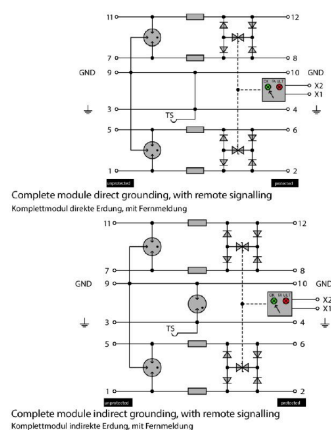 11 12
7 8
GND 9 10 GND
X2
X1
3 4
TS
5 6
1 2
unprotected protected
Complete module direct grounding, with remote signalling
Komplettmodul direkte Erdung, mit Fernmeldung
11 12
7 8
GND 9 10 GND
X2
X1
3 4
TS
5 6
1 2
unprotected protected
Complete module indirect grounding, with remote signalling
Komplettmodul indirekte Erdung, mit Fernmeldung